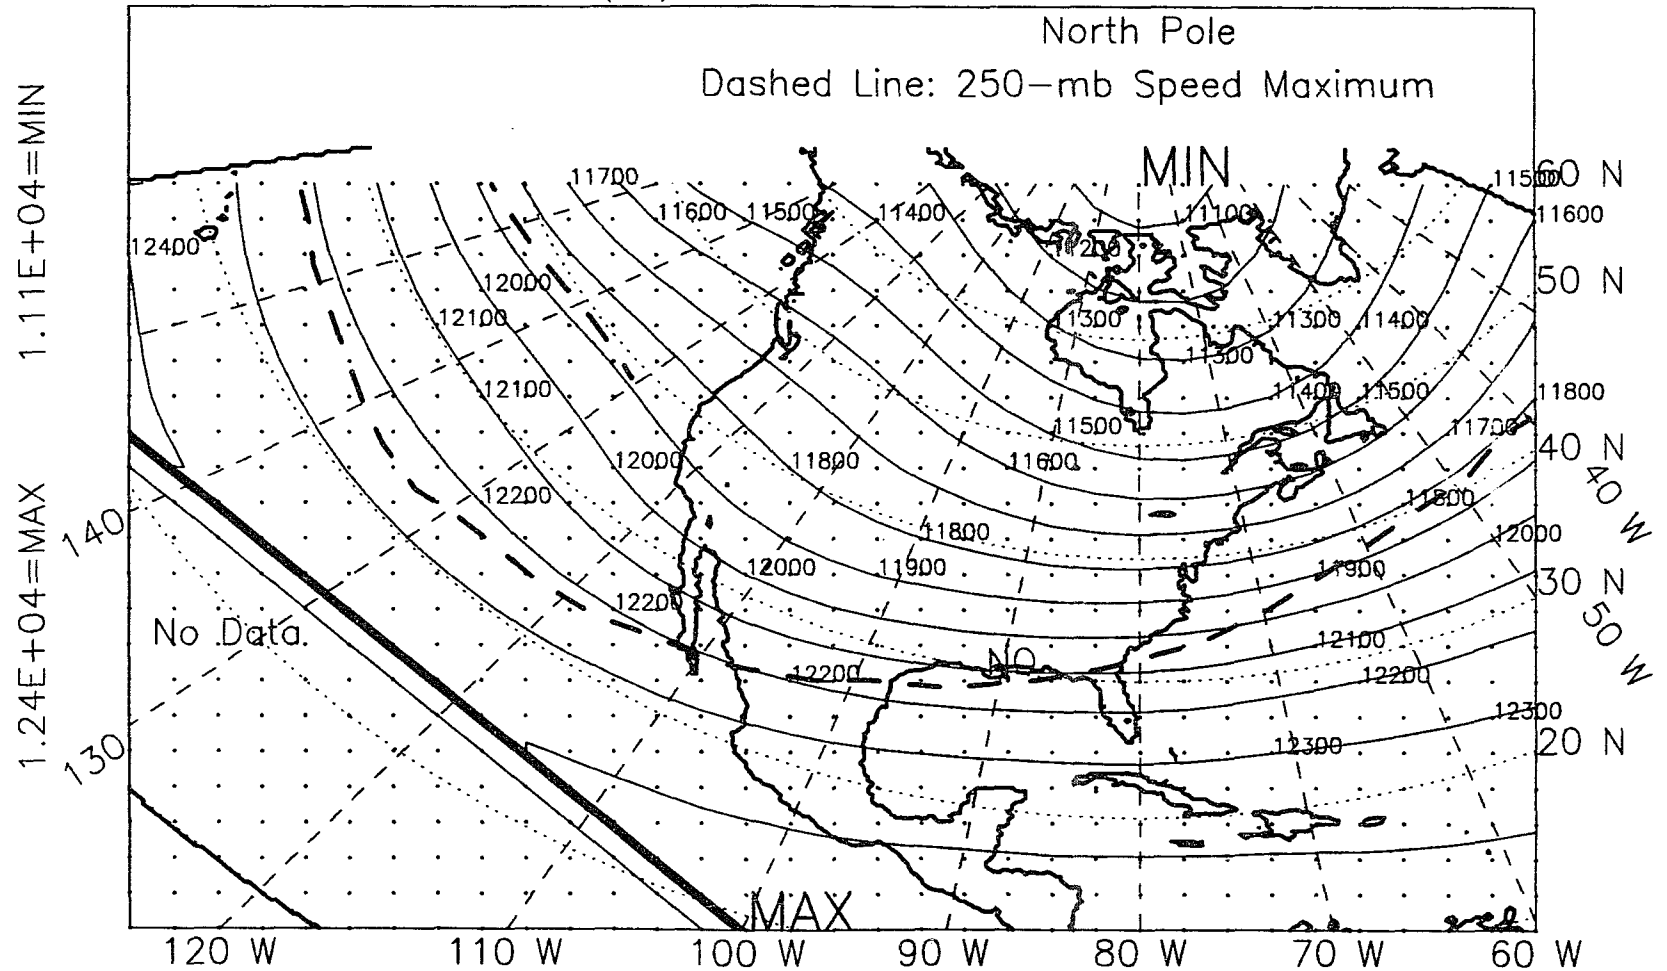 North Pole
Dashed Line: 250-mb Speed Maximum
1.11E+04=MIN
1.24E+04=MAX
MIN
11700
60 N
11600
11500
11400
11100
11600
12400
11200
50 N
12000
12100
11300
11400
11300
12100
11400
11500
11800
11500
11700
40 N
12000
11800
11600
40 W
12200
11800
140
11800
12000
12000
11900
11900
30 N
12200
No Data
50 W
12100
NO
12200
12200
12300
130
12300
20 N
MAX
120 W
110 W
100 W
90 W
80 W
70 W
60 W